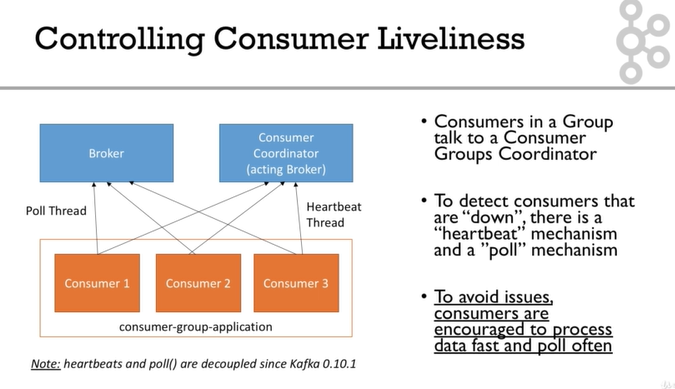 Controlling Consumer Liveliness
Broker
Consumer
Coordinator
(acting Broker)
Poll Thread
Heartbeat
Thread
Consumer 1
Consumer 2
Consumer 3
consumer-group-application
Note: heartbeats and poll() are decoupled since Kafka 0.10.1
• Consumers in a Group
talk to a Consumer
Groups Coordinator
• To detect consumers that
are “down”, there is a
“heartbeat” mechanism
and a ”poll” mechanism
• To avoid issues,
consumers are
encouraged to process
data fast and poll often